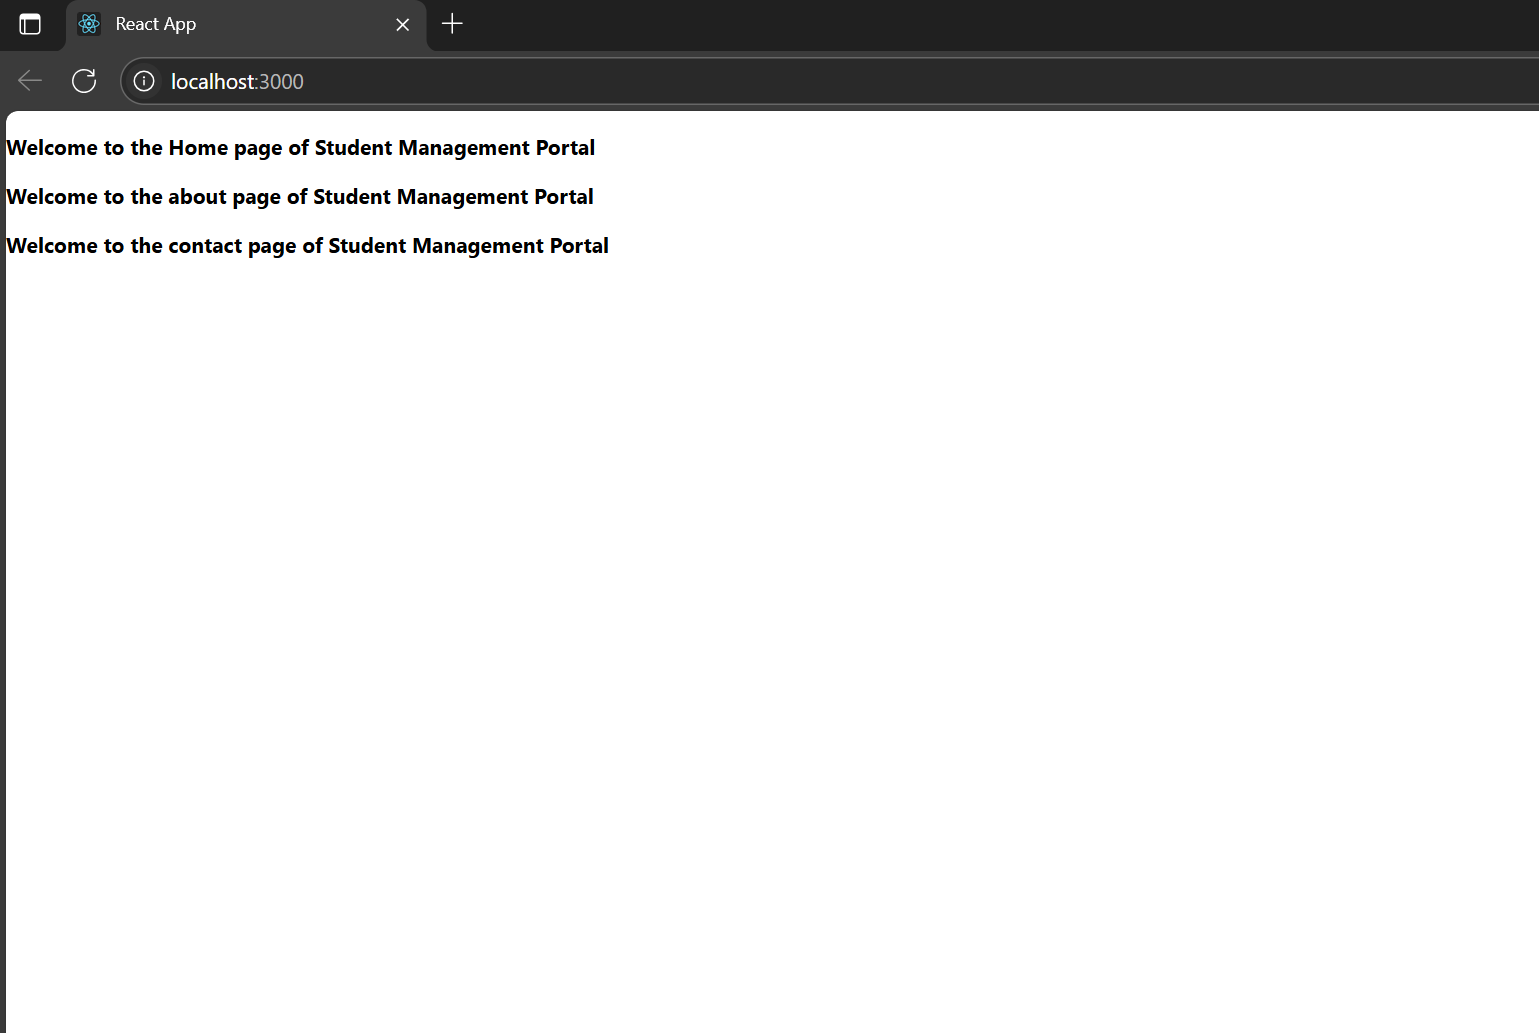 React App
localhost:3000
Welcome to the Home page of Student Management Portal
Welcome to the about page of Student Management Portal
Welcome to the contact page of Student Management Portal